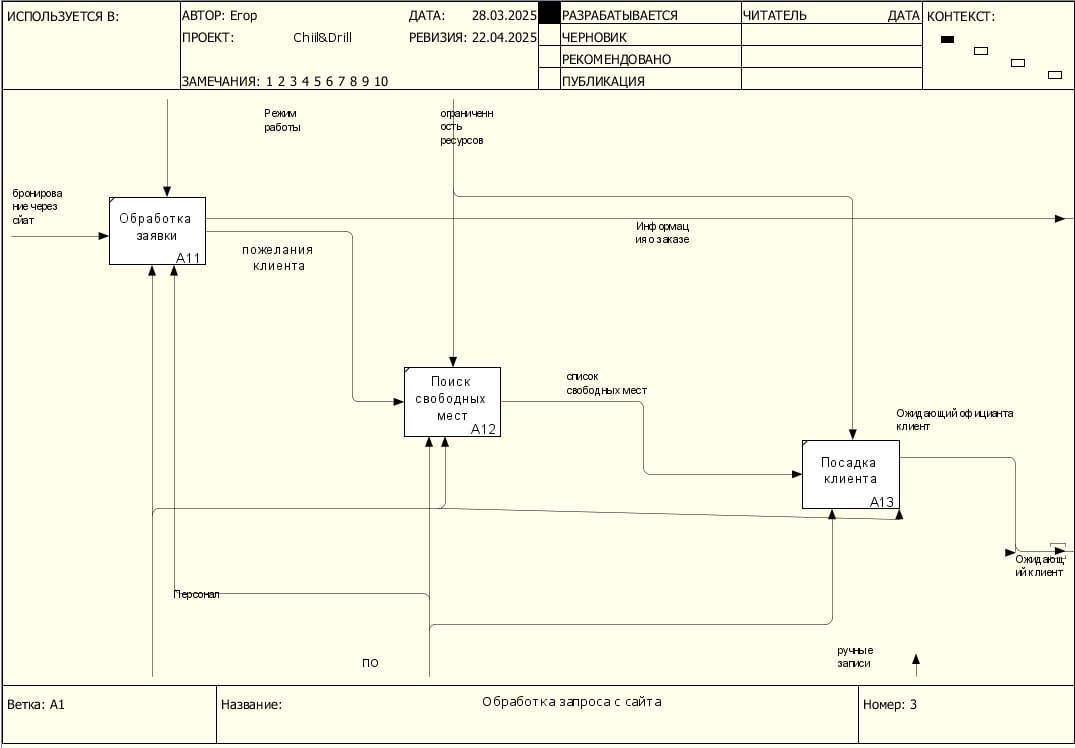 ИСПОЛЬЗУЕТСЯ В:
АВТОР: Егор
ДАТА: 28.03.2025
РАЗРАБАТЫВАЕТСЯ
ЧИТАТЕЛЬ
ДАТА
КОНТЕКСТ:
ПРОЕКТ: Chiil&Drill
РЕВИЗИЯ: 22.04.2025
ЧЕРНОВИК
РЕКОМЕНДОВАНО
ЗАМЕЧАНИЯ: 1 2 3 4 5 6 7 8 9 10
ПУБЛИКАЦИЯ
Режим
работы
ограниченн
ость
ресурсов
бронирова
ние через
сйат
Обработка
заявки
A11
Информац
ия о заказе
пожелания
клиента
Поиск
свободных
мест
A12
список
свободных мест
Ожидающий официанта
клиент
Посадка
клиента
A13
Ожидающ
ий клиент
Персонал
ПО
ручные
записи
Ветка: A1
Название:
Обработка запроса с сайта
Номер: 3